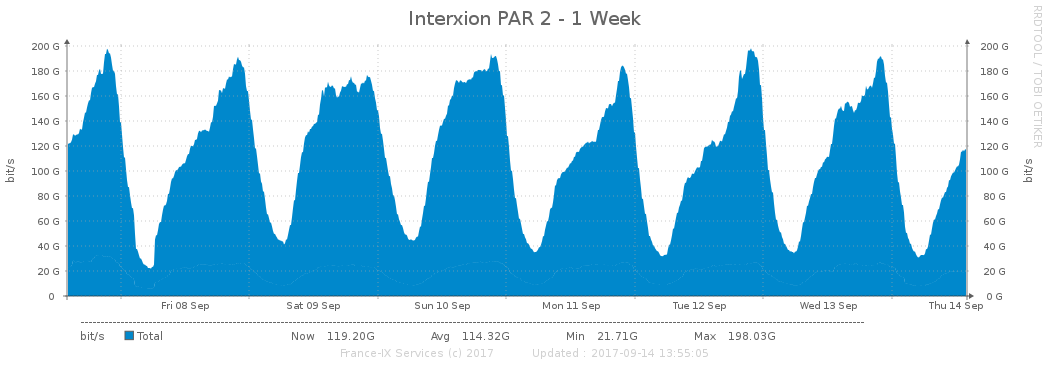 Interxion PAR 2 - 1 Week
RRDTOOL / TOBI OETIKER
bit/s
200 G
180 G
160 G
140 G
120 G
100 G
80 G
60 G
40 G
20 G
0
200 G
180 G
160 G
140 G
120 G
100 G
80 G
60 G
40 G
20 G
0 G
bit/s
Fri 08 Sep Sat 09 Sep Sun 10 Sep Mon 11 Sep Tue 12 Sep Wed 13 Sep Thu 14 Sep
bit/s Total Now 119.20G Avg 114.32G Min 21.71G Max 198.03G
France-IX Services (c) 2017 Updated : 2017-09-14 13:55:05